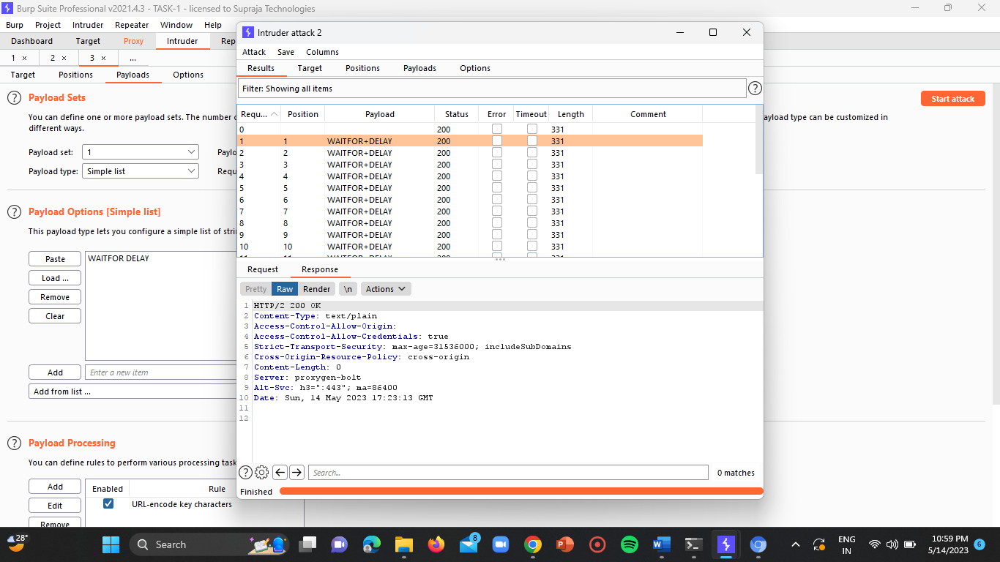 Burp Suite Professional v2021.4.3 - TASK-1 - licensed to Supraja Technologies
Burp Project Intruder Repeater Window Help
Dashboard Target Proxy Intruder Rep
1 × 2 × 3 × ...
Target Positions Payloads Options
? Payload Sets
Start attack
You can define one or more payload sets. The number o
ayload type can be customized in
different ways.
Payload set: 1 Paylo
Payload type: Simple list Requ
? Payload Options [Simple list]
This payload type lets you configure a simple list of stri
Paste WAITFOR DELAY
Load ...
Remove
Clear
Add Enter a new item
Add from list ...
? Payload Processing
You can define rules to perform various processing task
Add Enabled Rule
Edit URL-encode key characters
Remove
Intruder attack 2
Attack Save Columns
Results Target Positions Payloads Options
Filter: Showing all items ?
Requ... Position Payload Status Error Timeout Length Comment
0 200 331
1 1 WAITFOR+DELAY 200 331
2 2 WAITFOR+DELAY 200 331
3 3 WAITFOR+DELAY 200 331
4 4 WAITFOR+DELAY 200 331
5 5 WAITFOR+DELAY 200 331
6 6 WAITFOR+DELAY 200 331
7 7 WAITFOR+DELAY 200 331
8 8 WAITFOR+DELAY 200 331
9 9 WAITFOR+DELAY 200 331
10 10 WAITFOR+DELAY 200 331
11 11 WAITFOR+DELAY 200 331
Request Response
Pretty Raw Render \n Actions
1 HTTP/2 200 OK
2 Content-Type: text/plain
3 Access-Control-Allow-Origin:
4 Access-Control-Allow-Credentials: true
5 Strict-Transport-Security: max-age=31536000; includeSubDomains
6 Cross-Origin-Resource-Policy: cross-origin
7 Content-Length: 0
8 Server: proxygen-bolt
9 Alt-Svc: h3=":443"; ma=86400
10 Date: Sun, 14 May 2023 17:23:13 GMT
11
12
? Search... 0 matches
Finished
28°
Search
8
ENG
IN
10:59 PM
5/14/2023
6